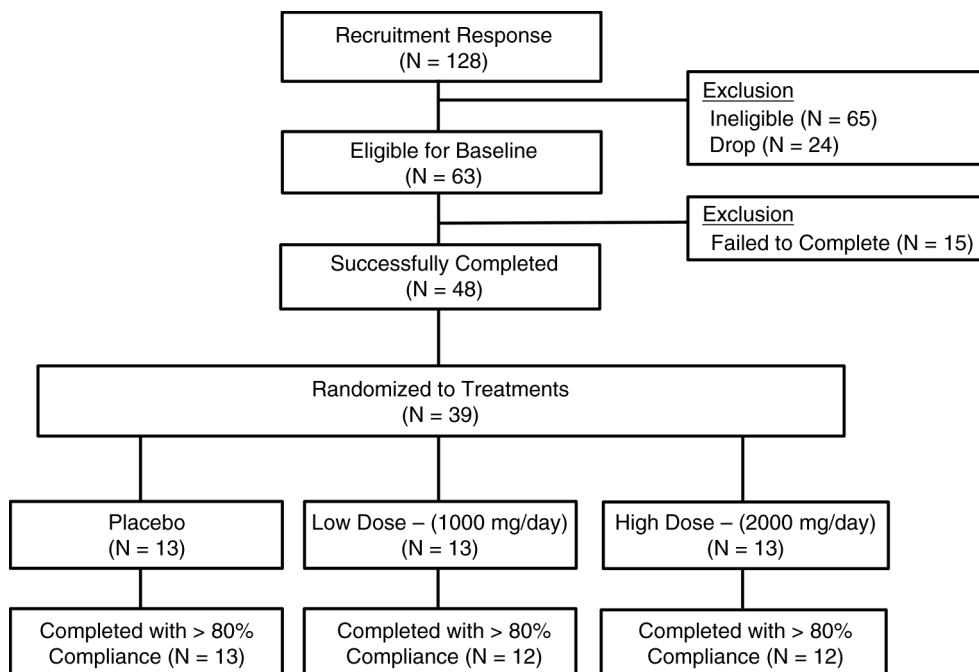 Recruitment Response
(N = 128)
Exclusion
Ineligible (N = 65)
Drop (N = 24)
Eligible for Baseline
(N = 63)
Exclusion
Failed to Complete (N = 15)
Successfully Completed
(N = 48)
Randomized to Treatments
(N = 39)
Placebo
(N = 13)
Low Dose – (1000 mg/day)
(N = 13)
High Dose – (2000 mg/day)
(N = 13)
Completed with > 80%
Compliance (N = 13)
Completed with > 80%
Compliance (N = 12)
Completed with > 80%
Compliance (N = 12)